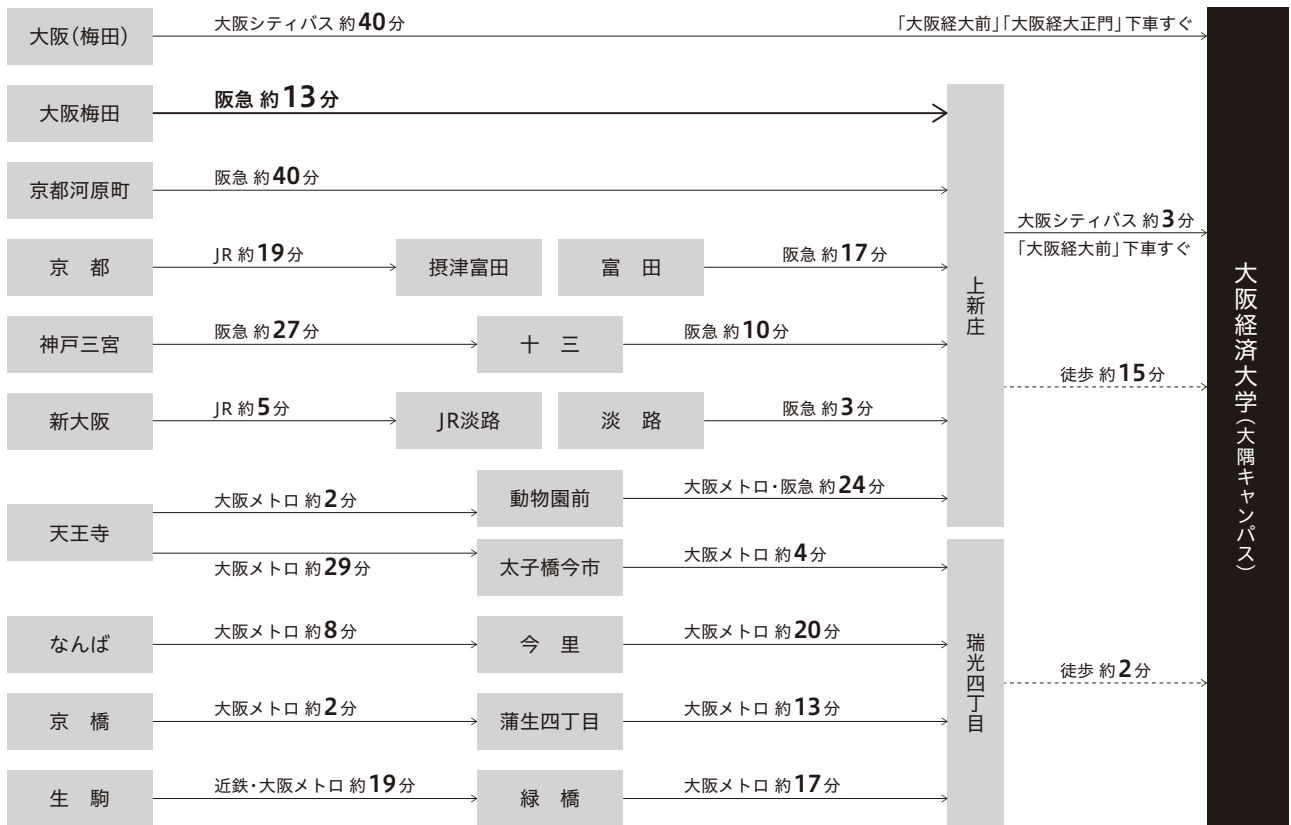 大阪（梅田）
大阪シティバス 約40分
「大阪経大前」「大阪経大正門」下車すぐ
大阪梅田
阪急 約13分
京都河原町
阪急 約40分
京　都
JR 約19分
摂津富田
富　田
阪急 約17分
神戸三宮
阪急 約27分
十　三
阪急 約10分
新大阪
JR 約5分
JR淡路
淡　路
阪急 約3分
天王寺
大阪メトロ 約2分
動物園前
大阪メトロ・阪急 約24分
大阪メトロ 約29分
太子橋今市
大阪メトロ 約4分
なんば
大阪メトロ 約8分
今　里
大阪メトロ 約20分
京　橋
大阪メトロ 約2分
蒲生四丁目
大阪メトロ 約13分
生　駒
近鉄・大阪メトロ 約19分
緑　橋
大阪メトロ 約17分
上新庄
大阪シティバス 約3分
「大阪経大前」下車すぐ
徒歩 約15分
瑞光四丁目
徒歩 約2分
大阪経済大学（大隅キャンパス）